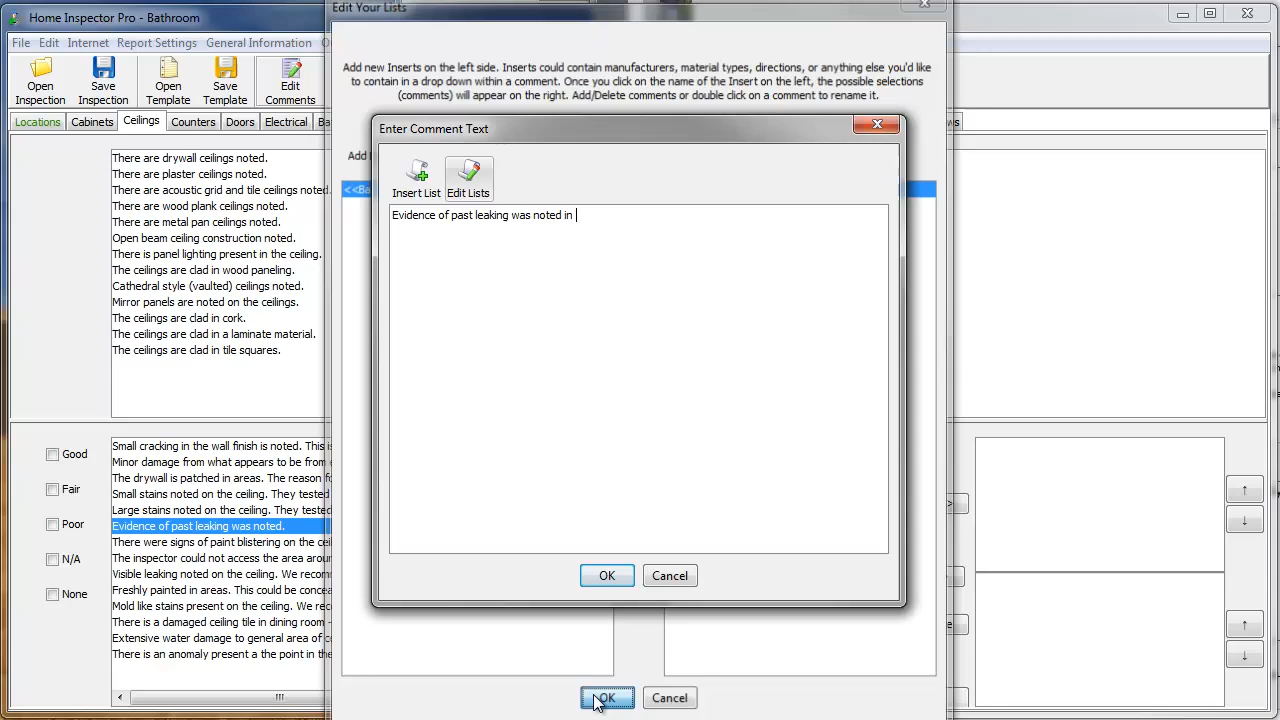 Home Inspector Pro - Bathroom
File Edit Internet Report Settings General Information
Open Inspection
Save Inspection
Open Template
Save Template
Edit Comments
Locations Cabinets Ceilings Counters Doors Electrical
There are drywall ceilings noted.
There are plaster ceilings noted.
There are acoustic grid and tile ceilings noted.
There are wood plank ceilings noted.
There are metal pan ceilings noted.
Open beam ceiling construction noted.
There is panel lighting present in the ceiling.
The ceilings are clad in wood paneling.
Cathedral style (vaulted) ceilings noted.
Mirror panels are noted on the ceilings.
The ceilings are clad in cork.
The ceilings are clad in a laminate material.
The ceilings are clad in tile squares.
Good
Fair
Poor
N/A
None
Small cracking in the wall finish is noted. This is
Minor damage from what appears to be from
The drywall is patched in areas. The reason
Small stains noted on the ceiling. They tested
Large stains noted on the ceiling. They tested
Evidence of past leaking was noted.
There were signs of paint blistering on the
The inspector could not access the area
Visible leaking noted on the ceiling. We
Freshly painted in areas. This could be
Mold like stains present on the ceiling. We
There is a damaged ceiling tile in dining room -
Extensive water damage to general area of
There is an anomaly present a the point in the
Edit Your Lists
Add new Inserts on the left side. Inserts could contain manufacturers, material types, directions, or anything else you'd like
to contain in a drop down within a comment. Once you click on the name of the Insert on the left, the possible selections
(comments) will appear on the right. Add/Delete comments or double click on a comment to rename it.
Add
Enter Comment Text
Insert List Edit Lists
Evidence of past leaking was noted in
OK Cancel
OK Cancel